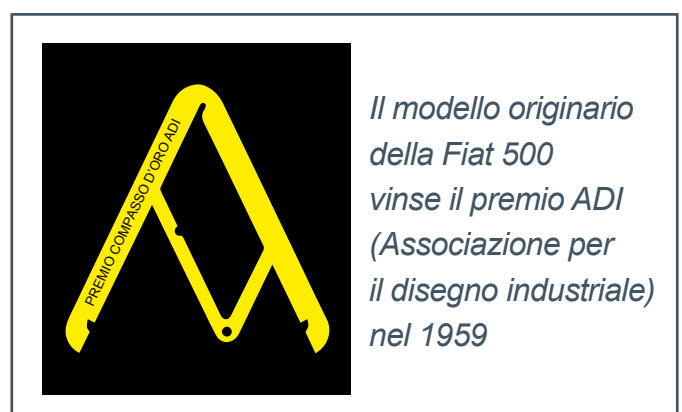 PREMIO COMPASSO D'ORO ADI
Il modello originario
della Fiat 500
vinse il premio ADI
(Associazione per
il disegno industriale)
nel 1959